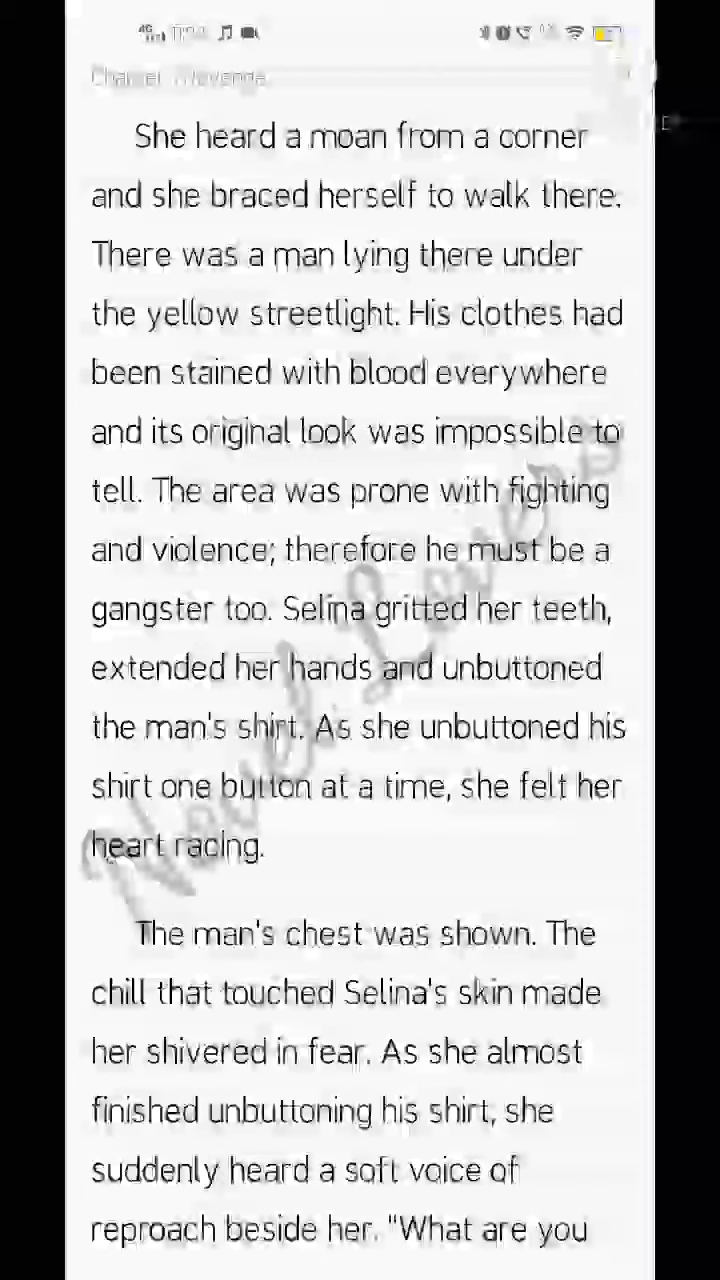 She heard a moan from a corner
and she braced herself to walk there.
There was a man lying there under
the yellow streetlight. His clothes had
been stained with blood everywhere
and its original look was impossible to
tell. The area was prone with fighting
and violence; therefore he must be a
gangster too. Selina gritted her teeth,
extended her hands and unbuttoned
the man's shirt. As she unbuttoned his
shirt one button at a time, she felt her
heart racing.
The man's chest was shown. The
chill that touched Selina's skin made
her shivered in fear. As she almost
finished unbuttoning his shirt, she
suddenly heard a soft voice of
reproach beside her. "What are you
Novel Lovers